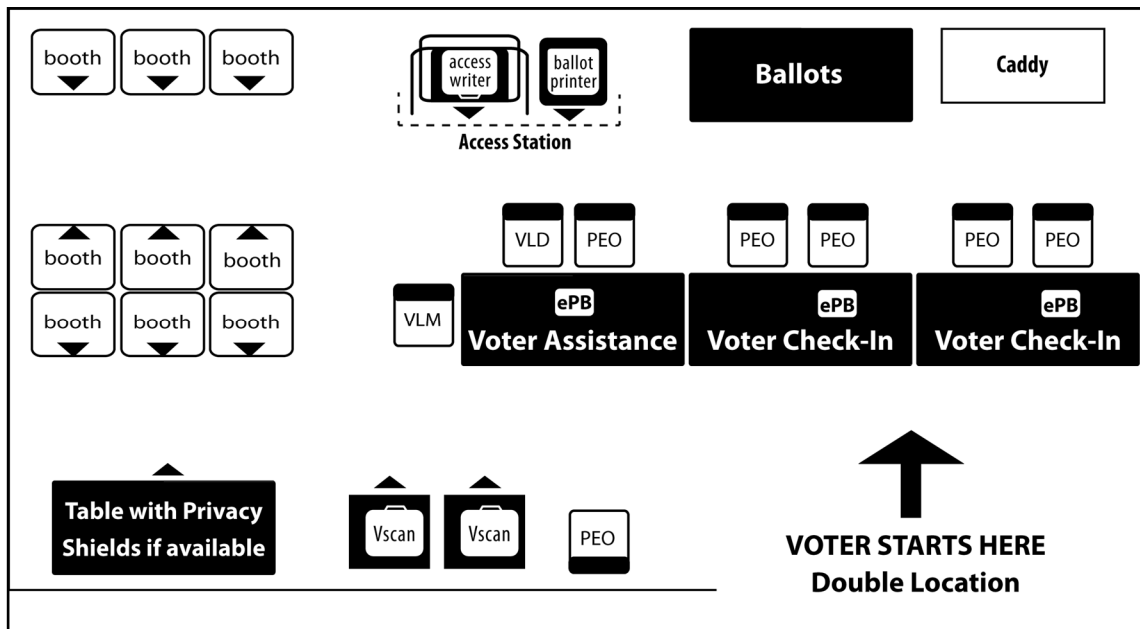 booth booth booth
access
writer
ballot
printer
Access Station
Ballots
Caddy
VLD PEO
PEO PEO
PEO PEO
booth booth booth
booth booth booth
VLM
ePB
Voter Assistance
ePB
Voter Check-In
ePB
Voter Check-In
Table with Privacy
Shields if available
Vscan
Vscan
PEO
VOTER STARTS HERE
Double Location